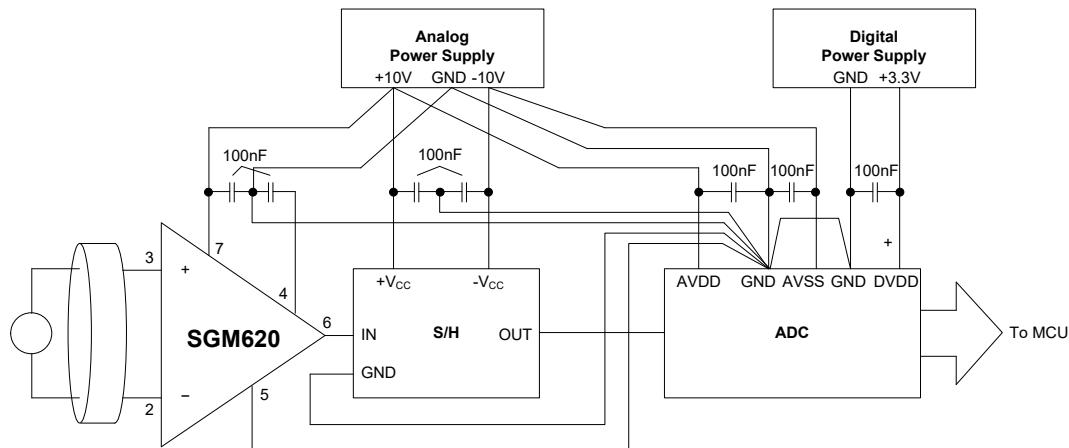 Analog
Power Supply
+10V GND -10V
Digital
Power Supply
GND +3.3V
100nF
100nF
100nF
100nF
100nF
7
3
+
4
+VCC
-VCC
AVDD GND AVSS GND DVDD
+
6
SGM620
IN
S/H
OUT
ADC
To MCU
GND
2
−
5